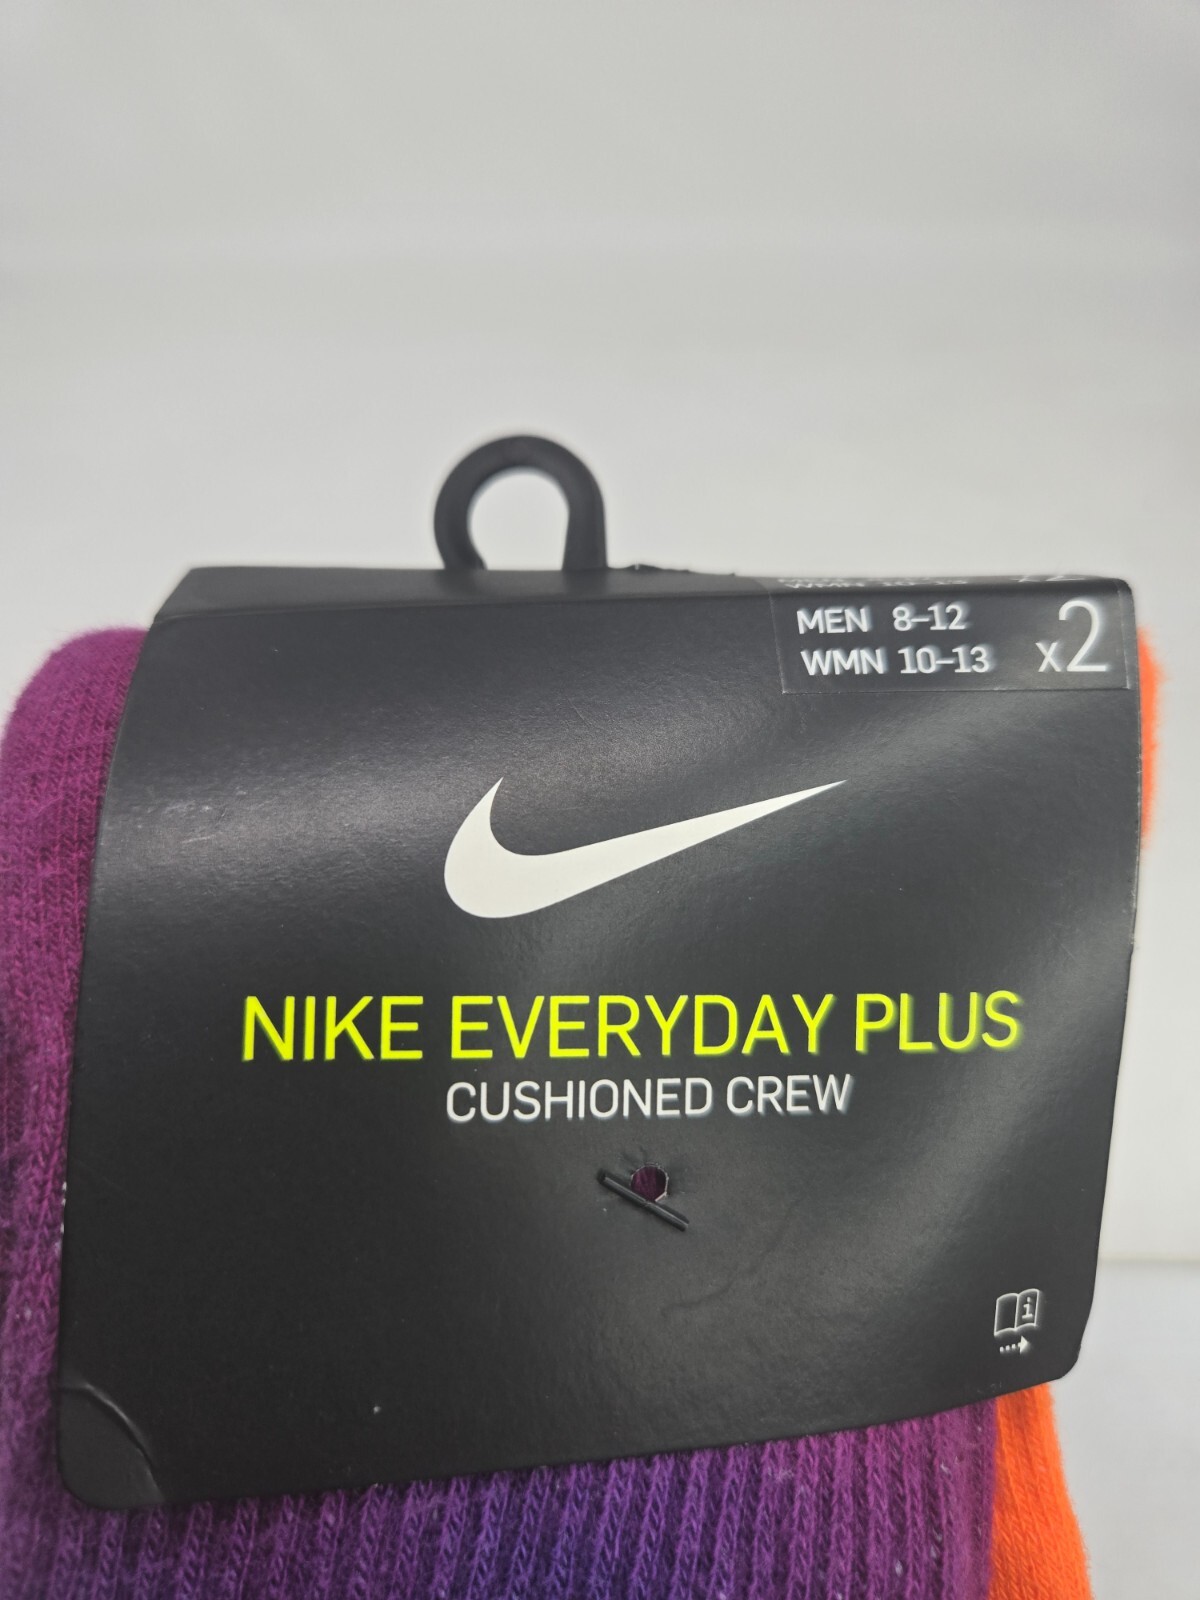 MEN 8–12
WMN 10–13 x2
NIKE EVERYDAY PLUS
CUSHIONED CREW
i